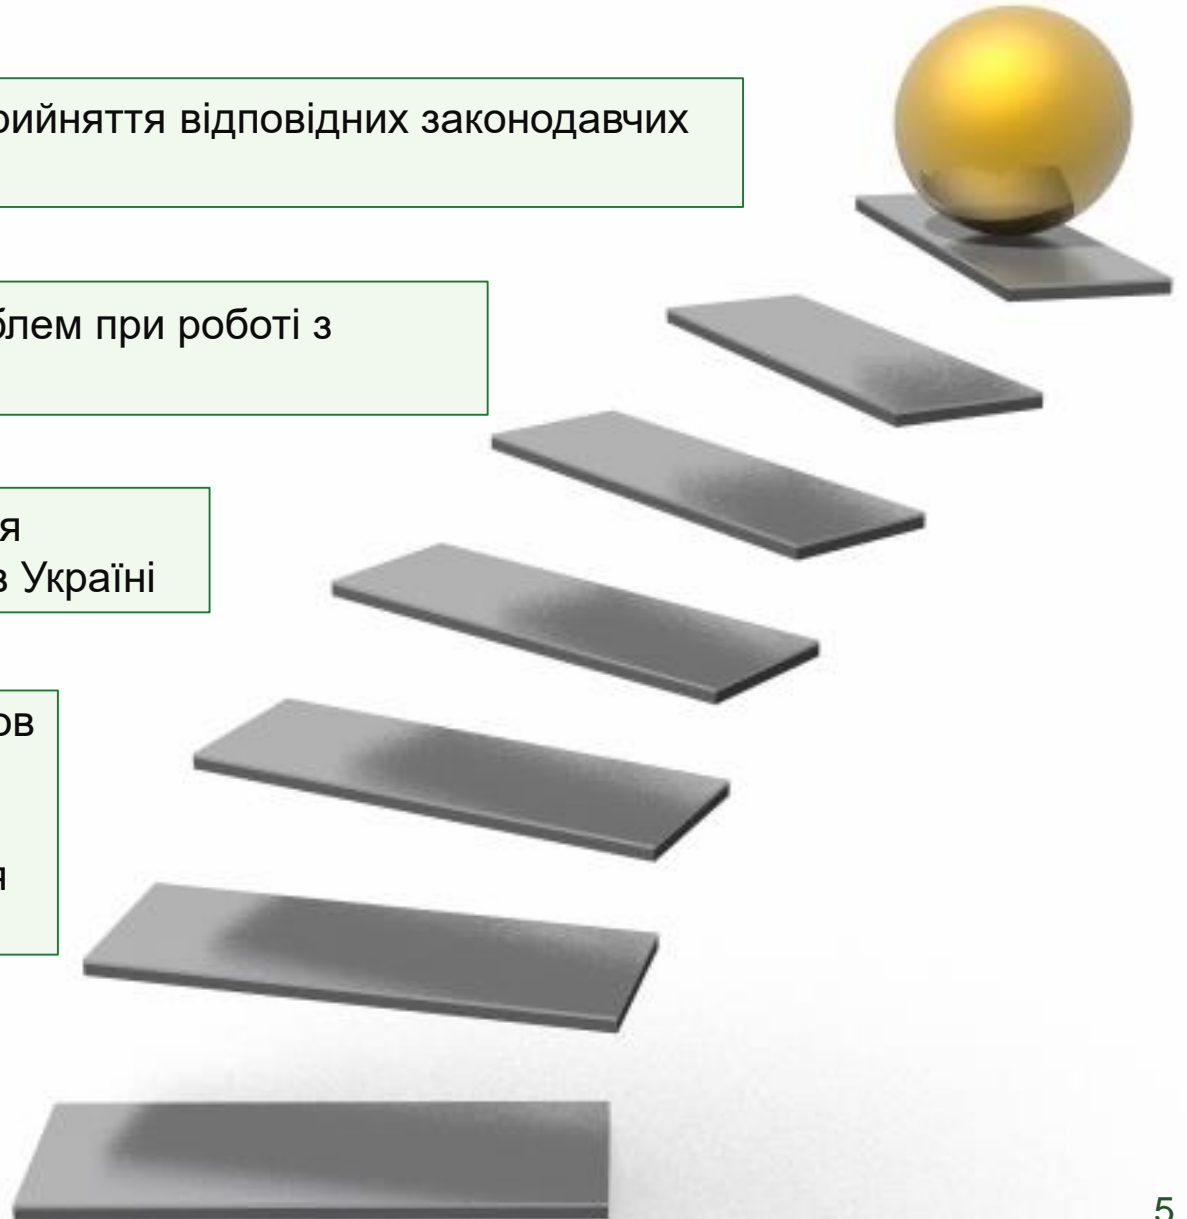 рийняття відповідних законодавчих
блем при роботі з
я
в Україні
ов
я
5